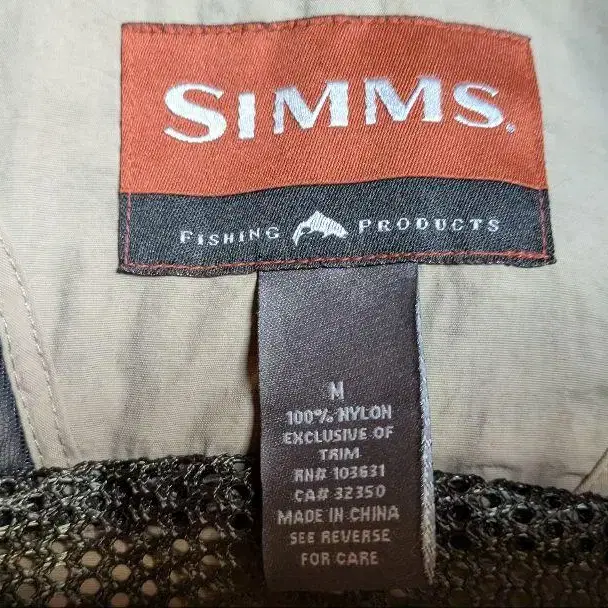 SIMMS.
FISHING PRODUCTS
M
100% NYLON
EXCLUSIVE OF
TRIM
RN# 103631
CA# 32350
MADE IN CHINA
SEE REVERSE
FOR CARE